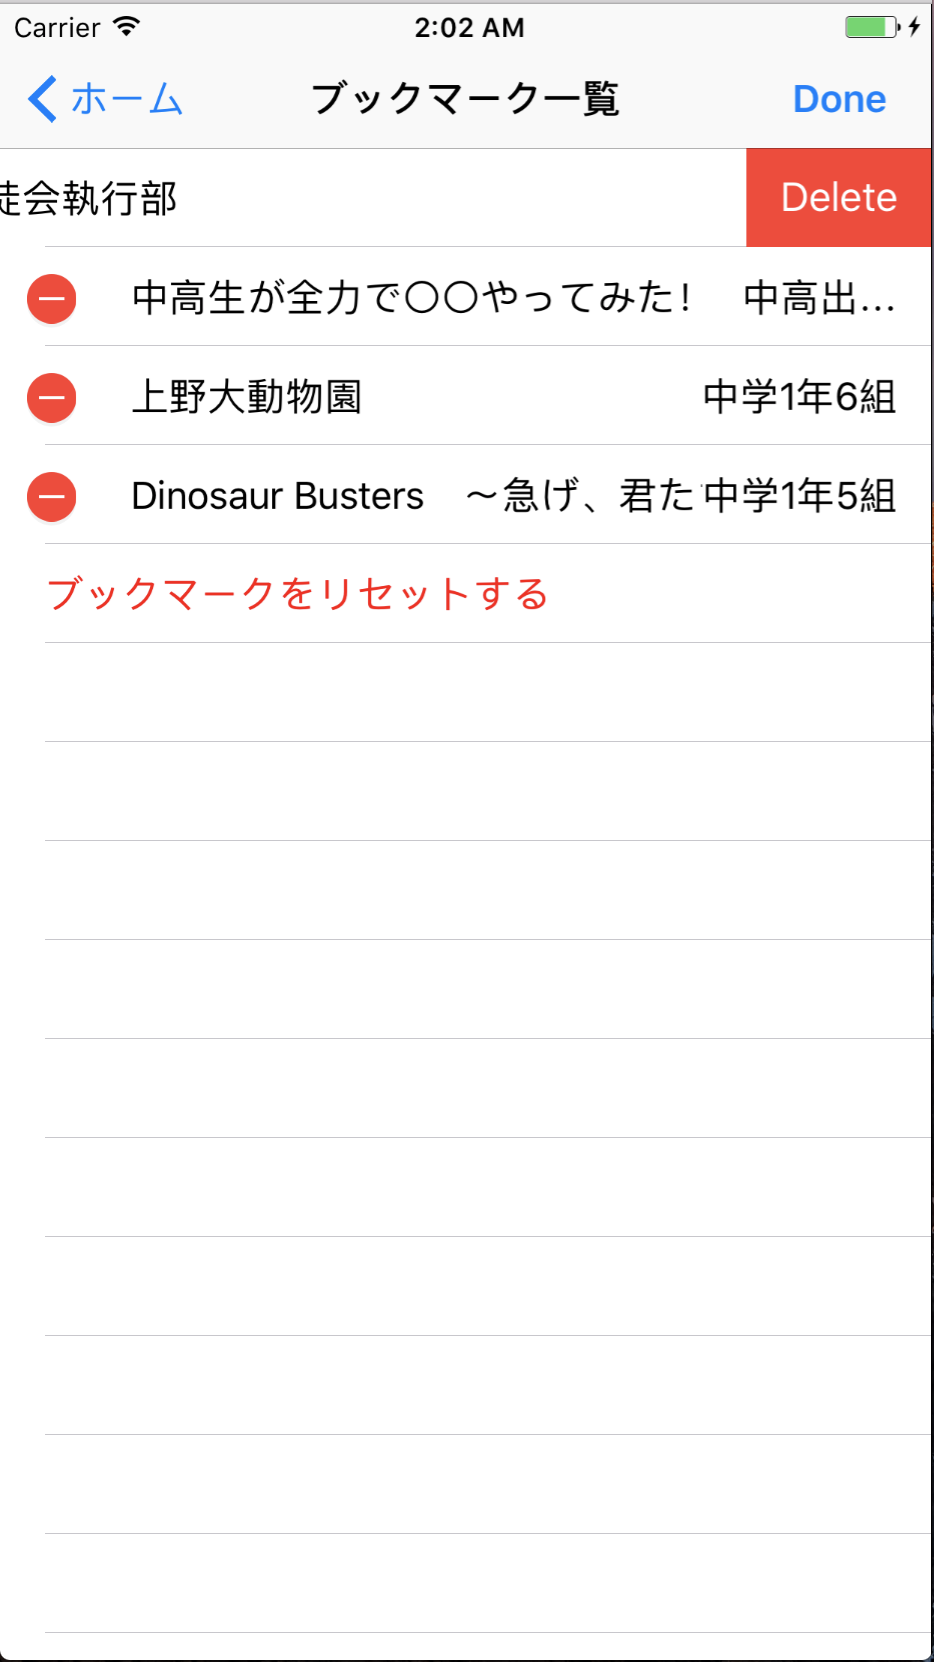 Carrier 2:02 AM
ホーム ブックマーク一覧 Done
徒会執行部 Delete
中高生が全力で〇〇やってみた! 中高出...
上野大動物園 中学1年6組
Dinosaur Busters ～急げ、君た 中学1年5組
ブックマークをリセットする